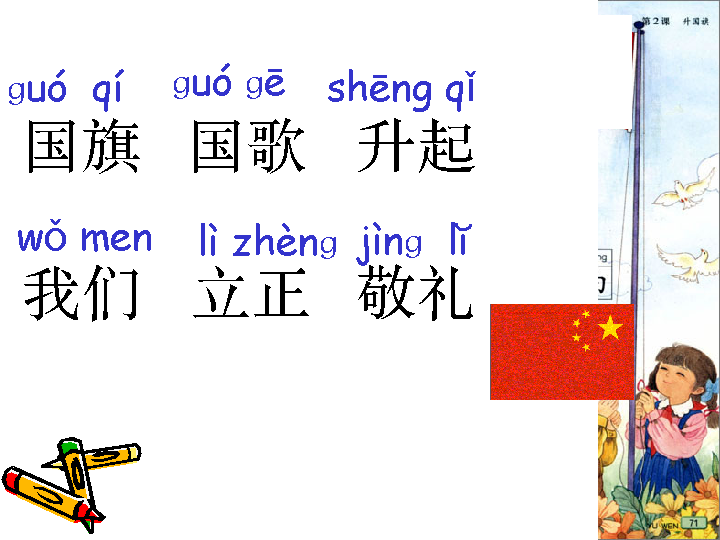 guó qí guó gē shēng qǐ
国旗 国歌 升起
wǒ men lì zhèng jìng lǐ
我们 立正 敬礼
第2课 升国旗
ng
YU WEN 71